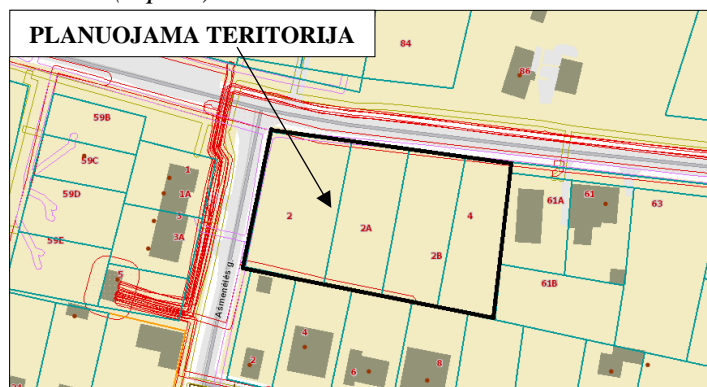 PLANUOJAMA TERITORIJA
84
86
59B
59C
1
59D
1A
61A
61
63
2
3
4
2A
3A
59E
2B
5
61B
Ašmenėlės g.
4
2
6
8